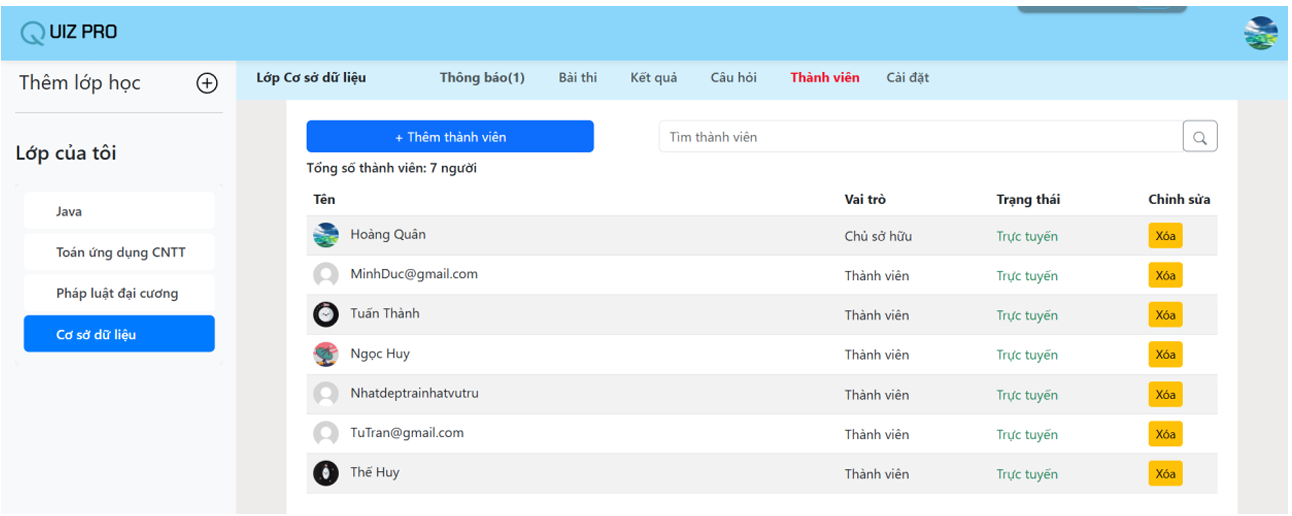 QUIZ PRO
Thêm lớp học
Lớp của tôi
Java
Toán ứng dụng CNTT
Pháp luật đại cương
Cơ sở dữ liệu
Lớp Cơ sở dữ liệu Thông báo(1) Bài thi Kết quả Câu hỏi Thành viên Cài đặt
+ Thêm thành viên Tìm thành viên
Tổng số thành viên: 7 người
Tên Vai trò Trạng thái Chỉnh sửa
Hoàng Quân Chủ sở hữu Trực tuyến Xóa
MinhDuc@gmail.com Thành viên Trực tuyến Xóa
Tuấn Thành Thành viên Trực tuyến Xóa
Ngọc Huy Thành viên Trực tuyến Xóa
Nhatdeptrainhatvutru Thành viên Trực tuyến Xóa
TuTran@gmail.com Thành viên Trực tuyến Xóa
Thế Huy Thành viên Trực tuyến Xóa